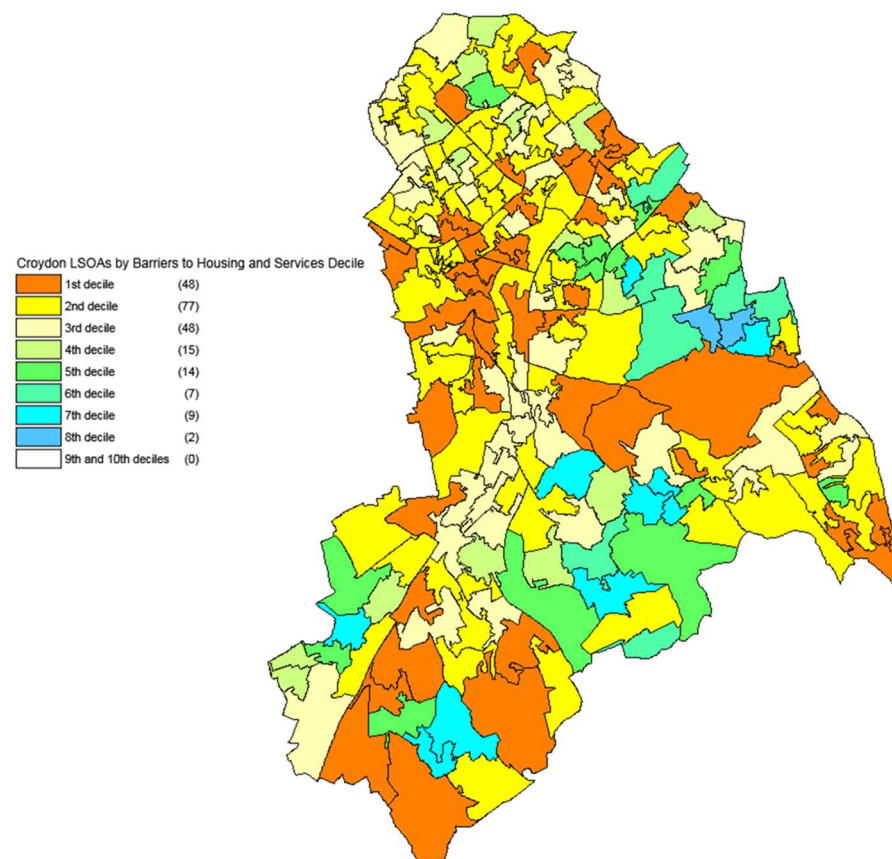 Croydon LSOAs by Barriers to Housing and Services Decile
1st decile (48)
2nd decile (77)
3rd decile (48)
4th decile (15)
5th decile (14)
6th decile (7)
7th decile (9)
8th decile (2)
9th and 10th deciles (0)